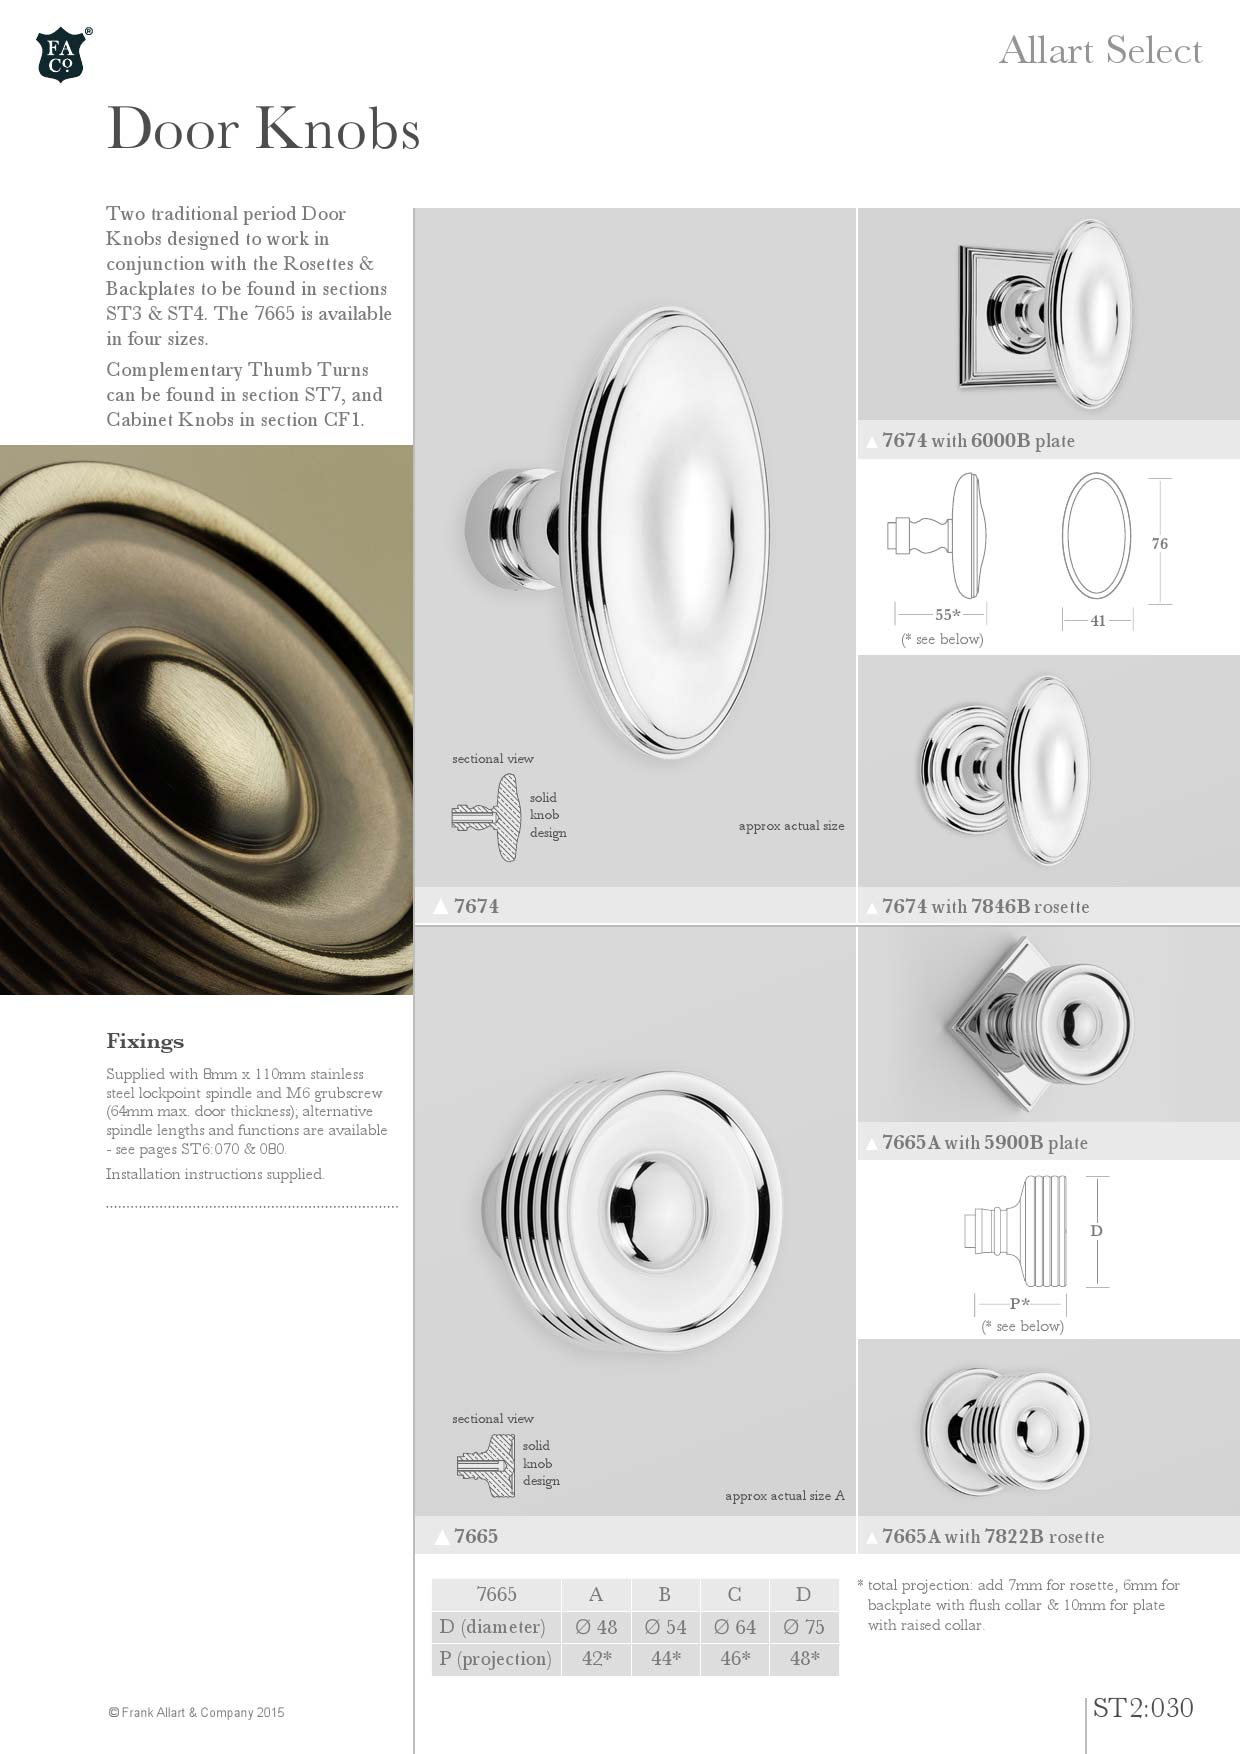 FA
Co.
®
Allart Select
Door Knobs
Two traditional period Door
Knobs designed to work in
conjunction with the Rosettes &
Backplates to be found in sections
ST3 & ST4. The 7665 is available
in four sizes.
Complementary Thumb Turns
can be found in section ST7, and
Cabinet Knobs in section CF1.
Fixings
Supplied with 8mm x 110mm stainless
steel lockpoint spindle and M6 grubscrew
(64mm max. door thickness); alternative
spindle lengths and functions are available
- see pages ST6:070 & 080.
Installation instructions supplied.
sectional view
solid
knob
design
approx actual size
▲ 7674
▲ 7674 with 6000B plate
76
55*
41
(* see below)
▲ 7674 with 7846B rosette
sectional view
solid
knob
design
approx actual size A
▲ 7665
▲ 7665A with 5900B plate
D
P*
(* see below)
▲ 7665A with 7822B rosette
7665 A B C D
D (diameter) ∅ 48 ∅ 54 ∅ 64 ∅ 75
P (projection) 42* 44* 46* 48*
* total projection: add 7mm for rosette, 6mm for
backplate with flush collar & 10mm for plate
with raised collar.
© Frank Allart & Company 2015
ST2:030